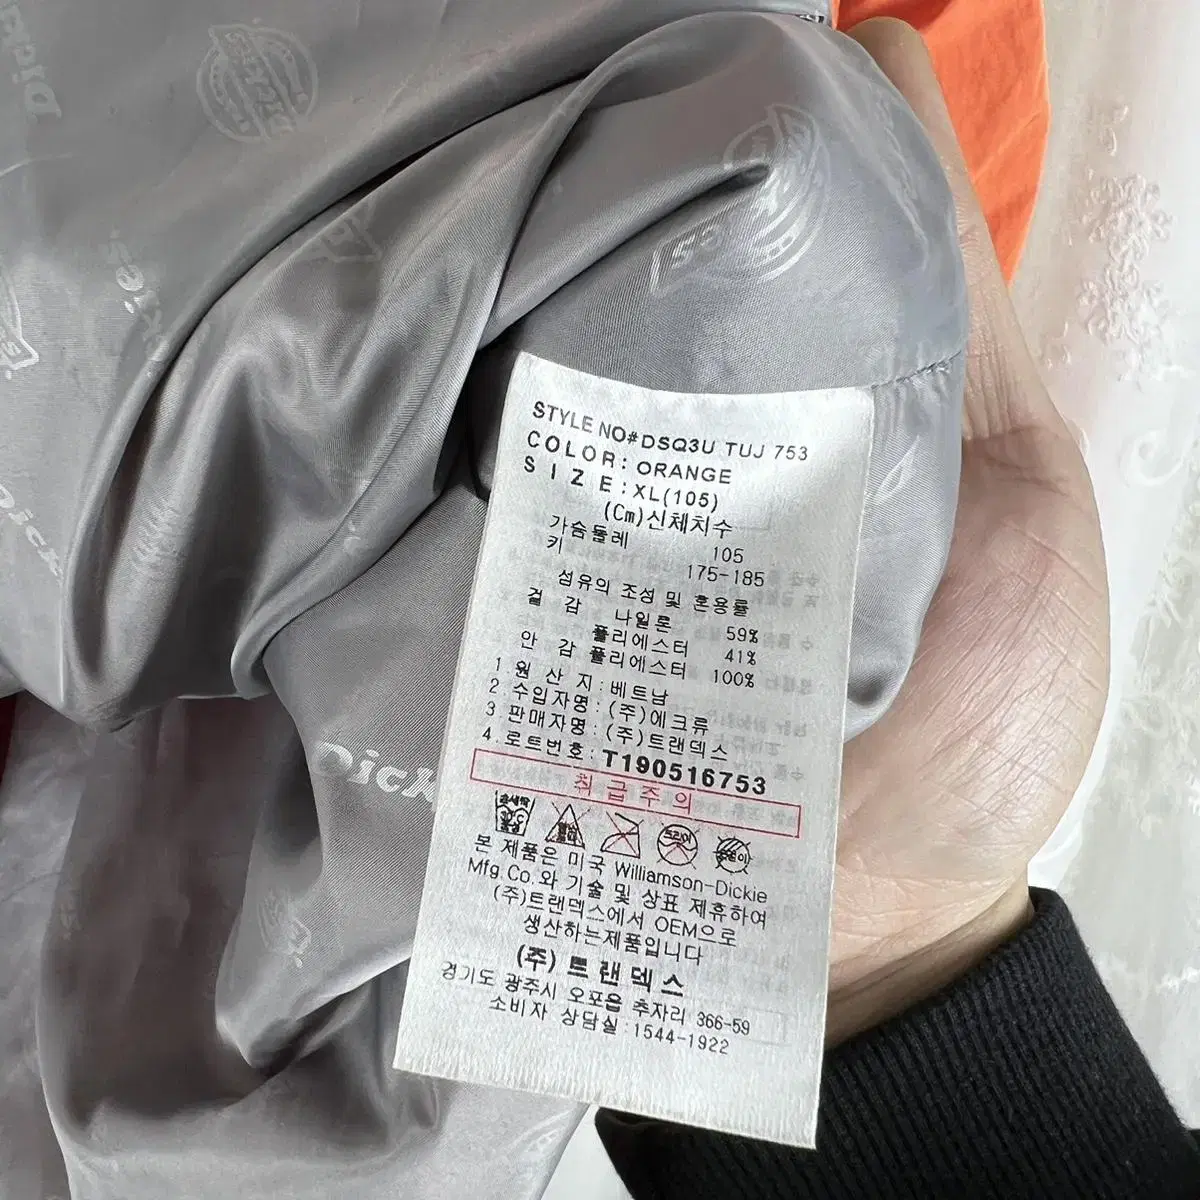 STYLE NO#DSQ3U TUJ 753
COLOR: ORANGE
SIZE:XL(105)
(Cm)신체치수
가슴둘레 105
키 175-185
섬유의 조성 및 혼용률
겉 감 나일론 59%
폴리에스터 41%
안 감 폴리에스터 100%
1.원 산 지:베트남
2.수입자명:(주)에크류
3.판매자명:(주)트랜덱스
4.로트번호:T190516753
취급주의
본 제품은 미국 Williamson-Dickie
Mfg.Co.와 기술 및 상표 제휴하여
(주)트랜덱스에서 OEM으로
생산하는제품입니다
(주)트랜덱스
경기도 광주시 오포읍 추자리 366-59
소비자 상담실:1544-1922